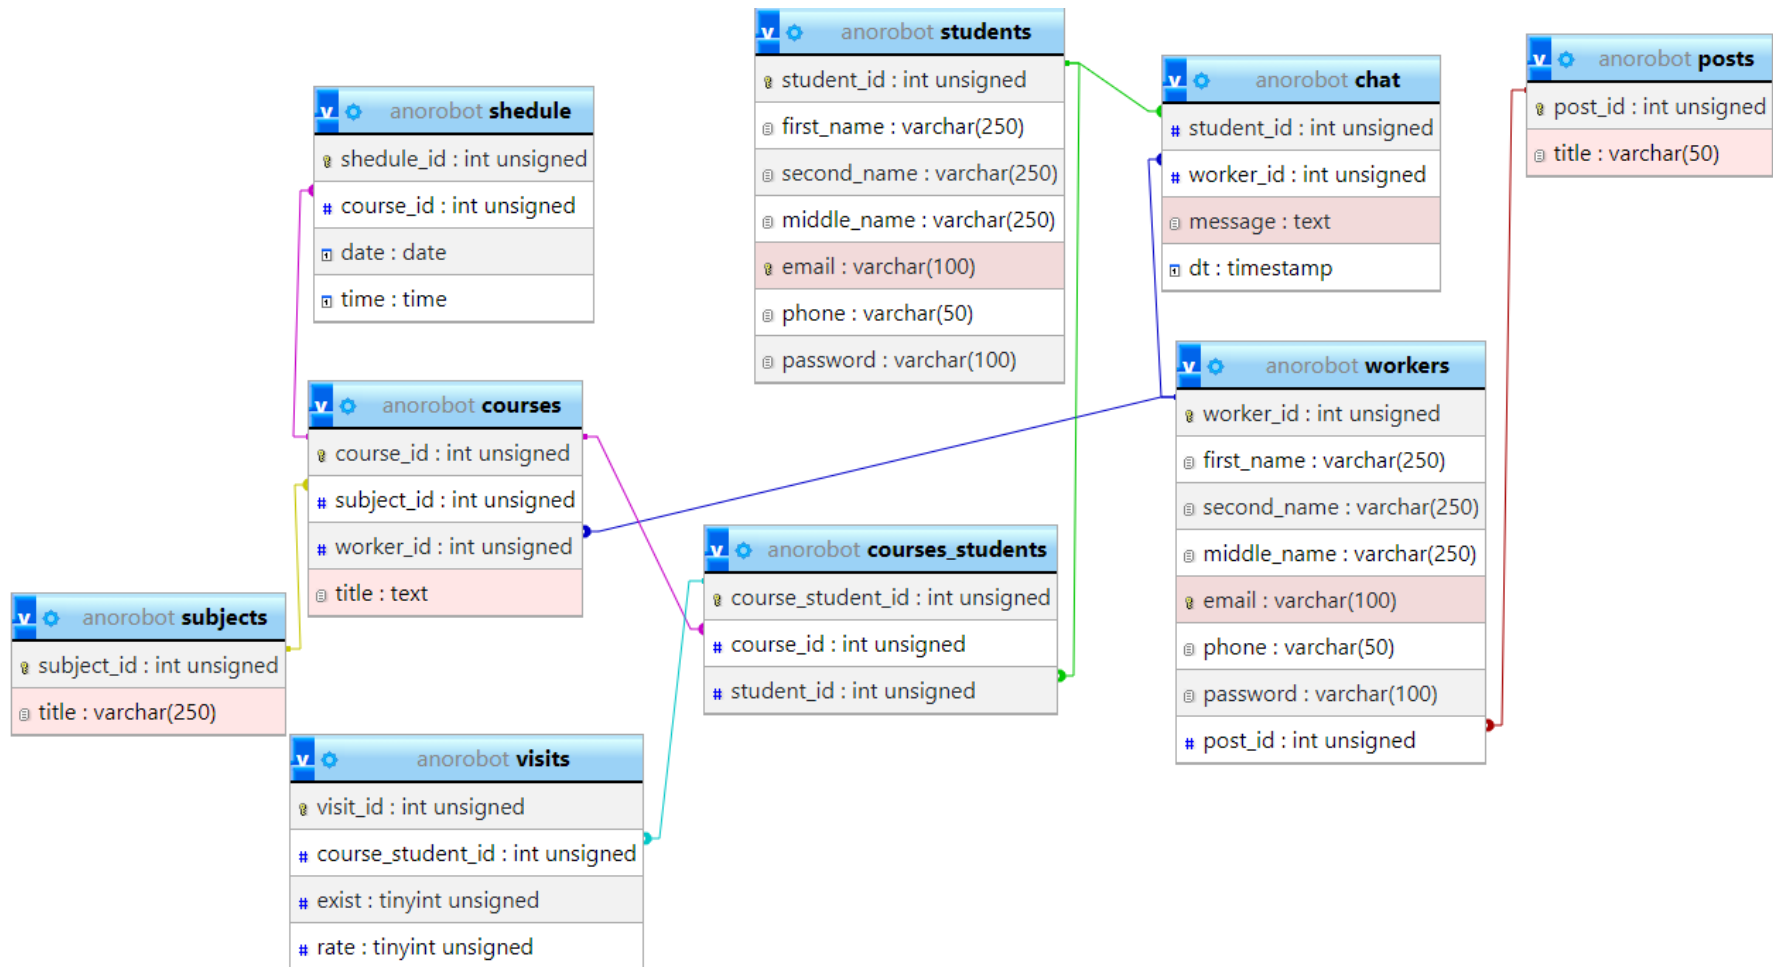 anorobot students
student_id : int unsigned
first_name : varchar(250)
second_name : varchar(250)
middle_name : varchar(250)
email : varchar(100)
phone : varchar(50)
password : varchar(100)
anorobot chat
student_id : int unsigned
worker_id : int unsigned
message : text
dt : timestamp
anorobot posts
post_id : int unsigned
title : varchar(50)
anorobot shedule
shedule_id : int unsigned
course_id : int unsigned
date : date
time : time
anorobot courses
course_id : int unsigned
subject_id : int unsigned
worker_id : int unsigned
title : text
anorobot workers
worker_id : int unsigned
first_name : varchar(250)
second_name : varchar(250)
middle_name : varchar(250)
email : varchar(100)
phone : varchar(50)
password : varchar(100)
post_id : int unsigned
anorobot courses_students
course_student_id : int unsigned
course_id : int unsigned
student_id : int unsigned
anorobot subjects
subject_id : int unsigned
title : varchar(250)
anorobot visits
visit_id : int unsigned
course_student_id : int unsigned
exist : tinyint unsigned
rate : tinyint unsigned